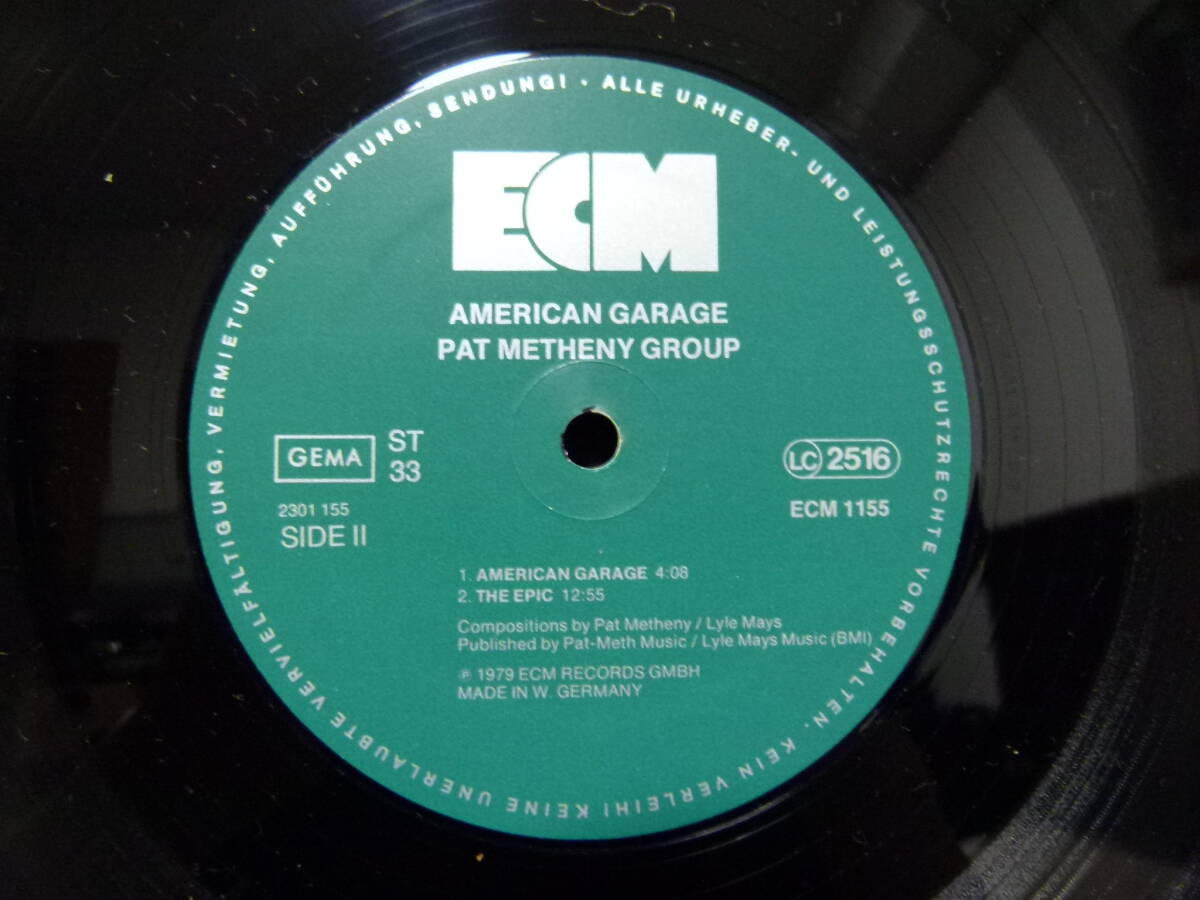 ALLE URHEBER- UND LEISTUNGSSCHUTZRECHTE VORBEHALTEN. KEIN VERLEIH! KEINE UNERLAUBTE VERVIELFÄLTIGUNG, VERMIETUNG, AUFFÜHRUNG, SENDUNG! ·
ECM
AMERICAN GARAGE
PAT METHENY GROUP
GEMA
ST
33
2301 155
SIDE II
LC 2516
ECM 1155
1. AMERICAN GARAGE 4:08
2. THE EPIC 12:55
Compositions by Pat Metheny / Lyle Mays
Published by Pat-Meth Music / Lyle Mays Music (BMI)
℗ 1979 ECM RECORDS GMBH
MADE IN W. GERMANY